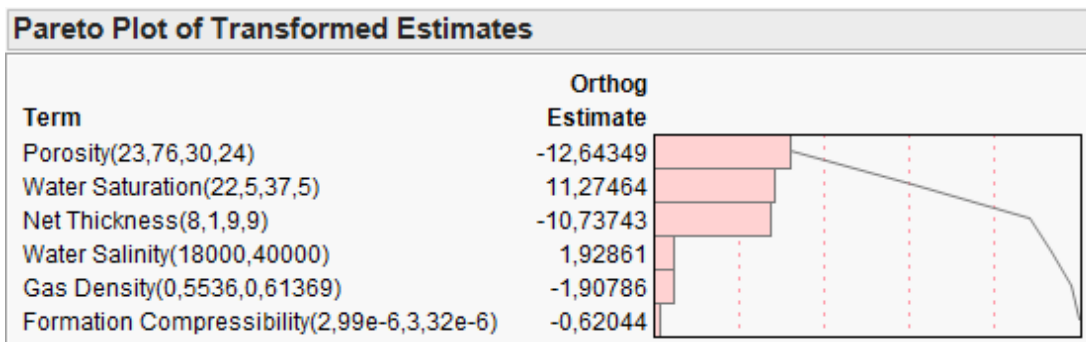 Pareto Plot of Transformed Estimates
Orthog
Term Estimate
Porosity(23,76,30,24) -12,64349
Water Saturation(22,5,37,5) 11,27464
Net Thickness(8,1,9,9) -10,73743
Water Salinity(18000,40000) 1,92861
Gas Density(0,5536,0,61369) -1,90786
Formation Compressibility(2,99e-6,3,32e-6) -0,62044